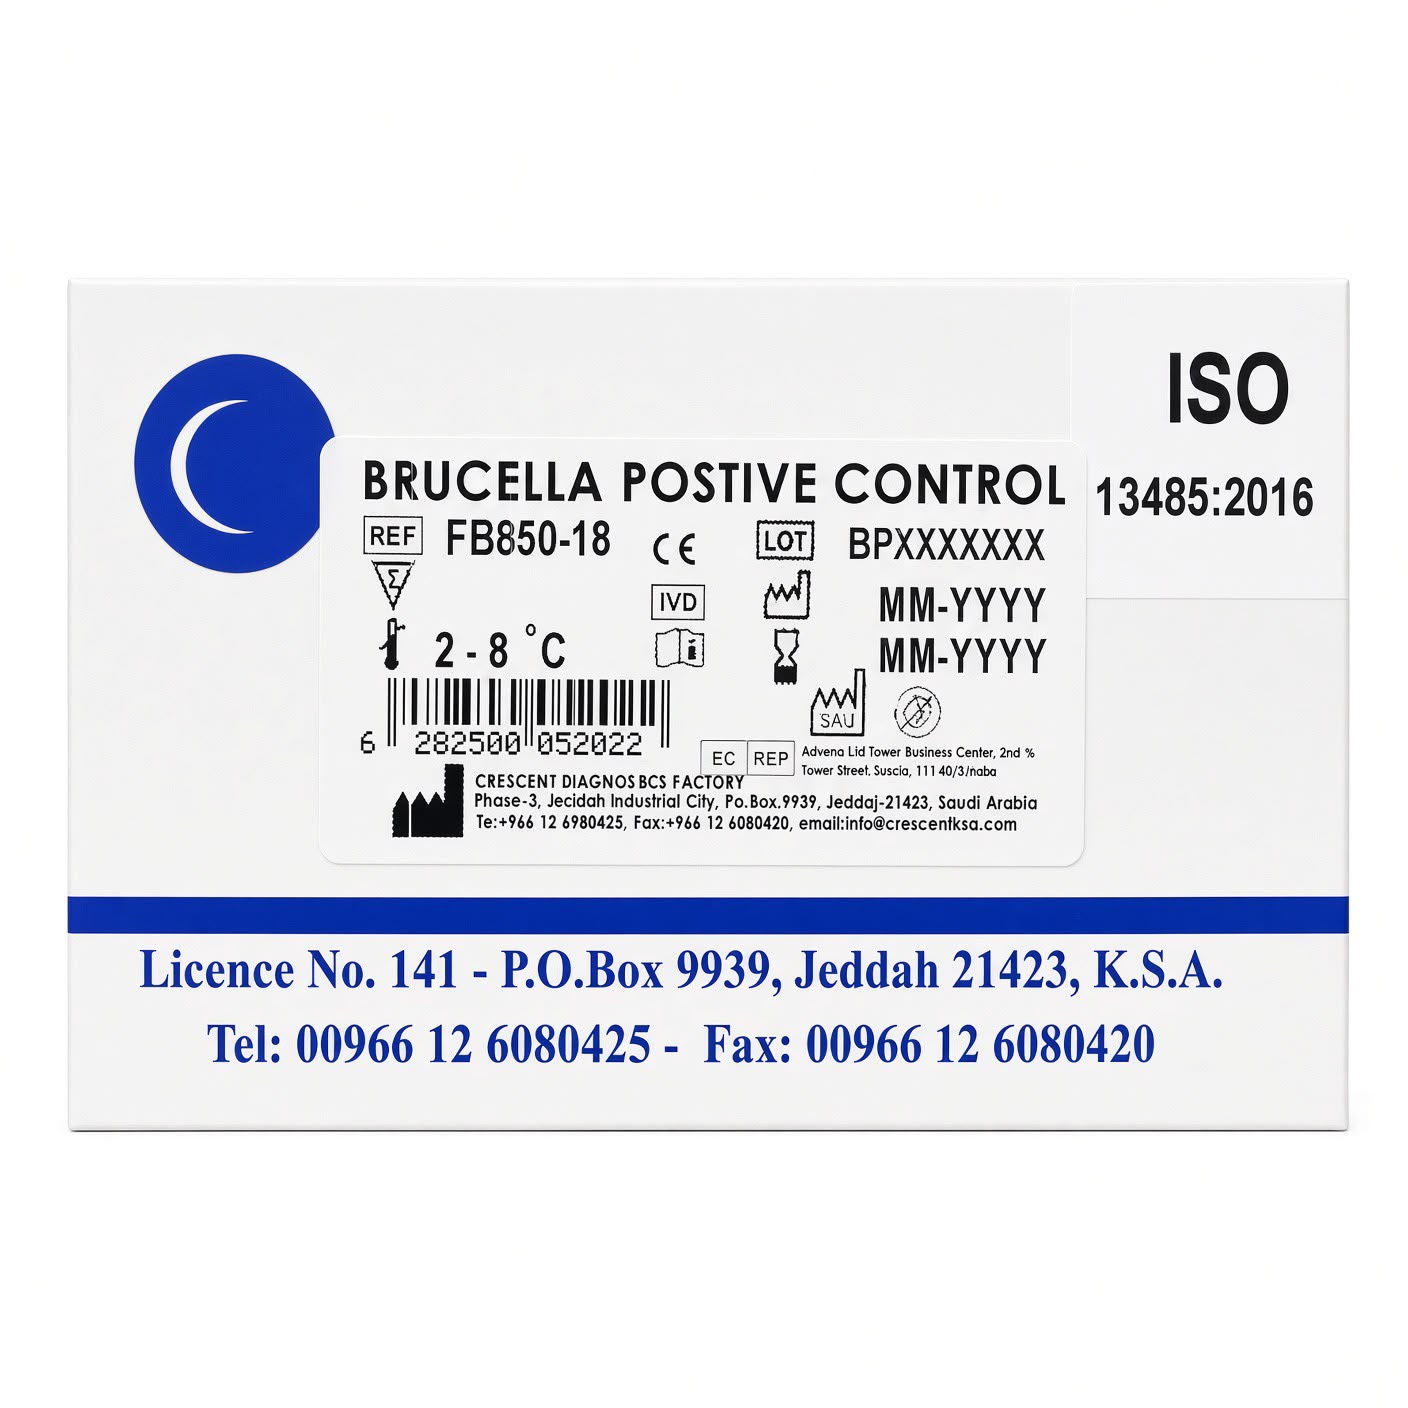 ISO
13485:2016
BRUCELLA POSTIVE CONTROL
REF FB850-18 CE LOT BPXXXXXXX
Σ IVD MM-YYYY
2 - 8 °C i MM-YYYY
SAU
6 282500 052022
EC REP Advena Lid Tower Business Center, 2nd %
Tower Street, Suscia, 111 40/3/naba
CRESCENT DIAGNOS BCS FACTORY
Phase-3, Jecidah Industrial City, Po.Box.9939, Jeddaj-21423, Saudi Arabia
Te:+966 12 6980425, Fax:+966 12 6080420, email:info@crescentksa.com
Licence No. 141 - P.O.Box 9939, Jeddah 21423, K.S.A.
Tel: 00966 12 6080425 - Fax: 00966 12 6080420